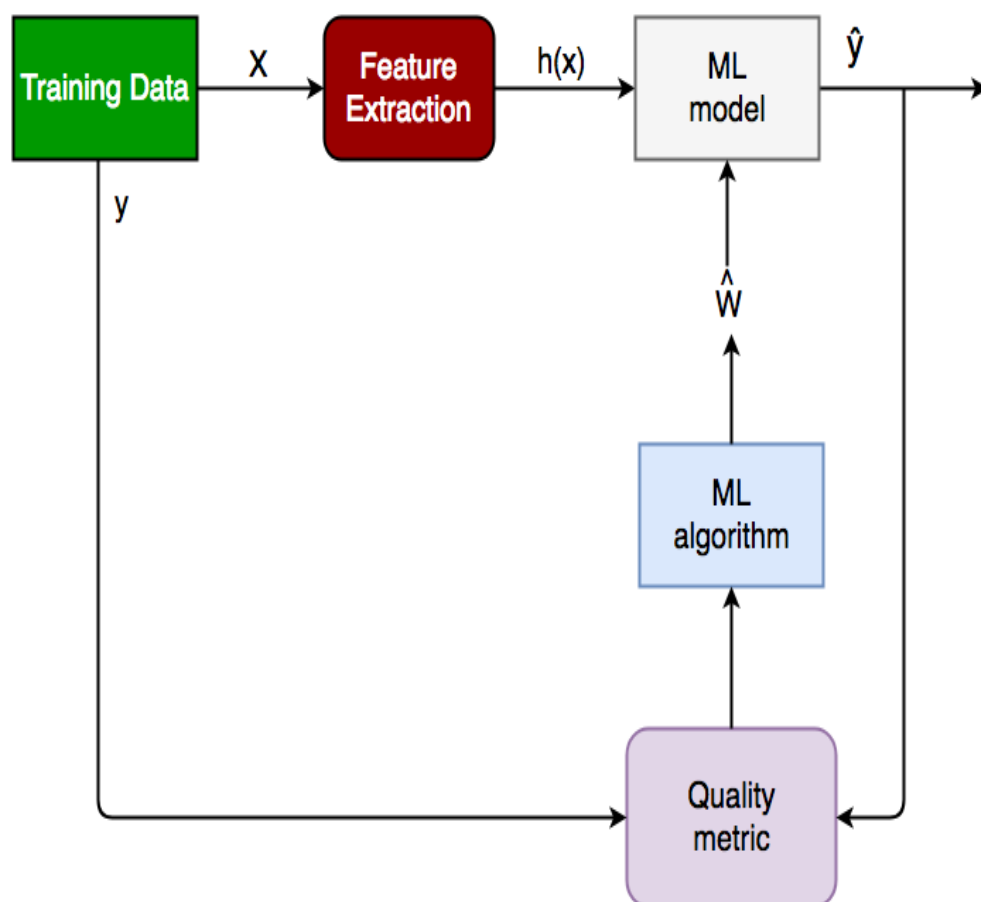 Training Data
X
Feature
Extraction
h(x)
ML
model
ŷ
y
ŵ
ML
algorithm
Quality
metric